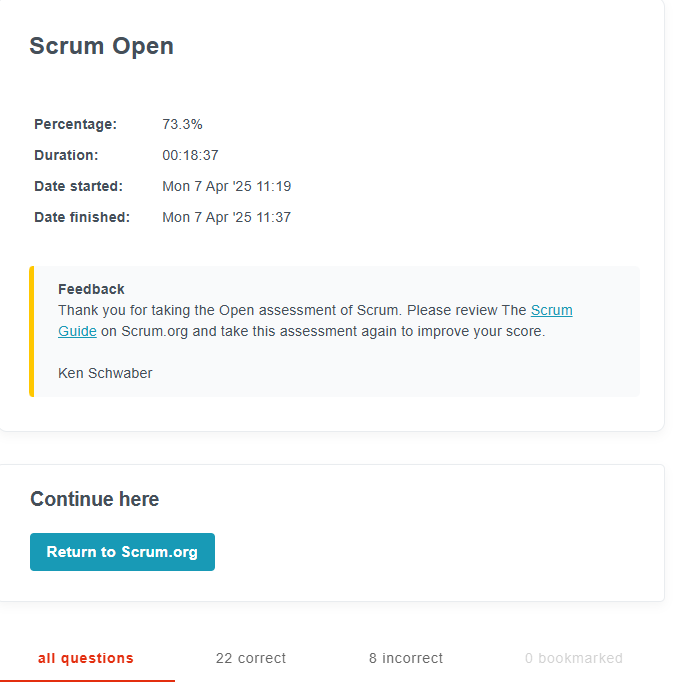 Scrum Open
Percentage: 73.3%
Duration: 00:18:37
Date started: Mon 7 Apr '25 11:19
Date finished: Mon 7 Apr '25 11:37
Feedback
Thank you for taking the Open assessment of Scrum. Please review The Scrum
Guide on Scrum.org and take this assessment again to improve your score.
Ken Schwaber
Continue here
Return to Scrum.org
all questions 22 correct 8 incorrect 0 bookmarked